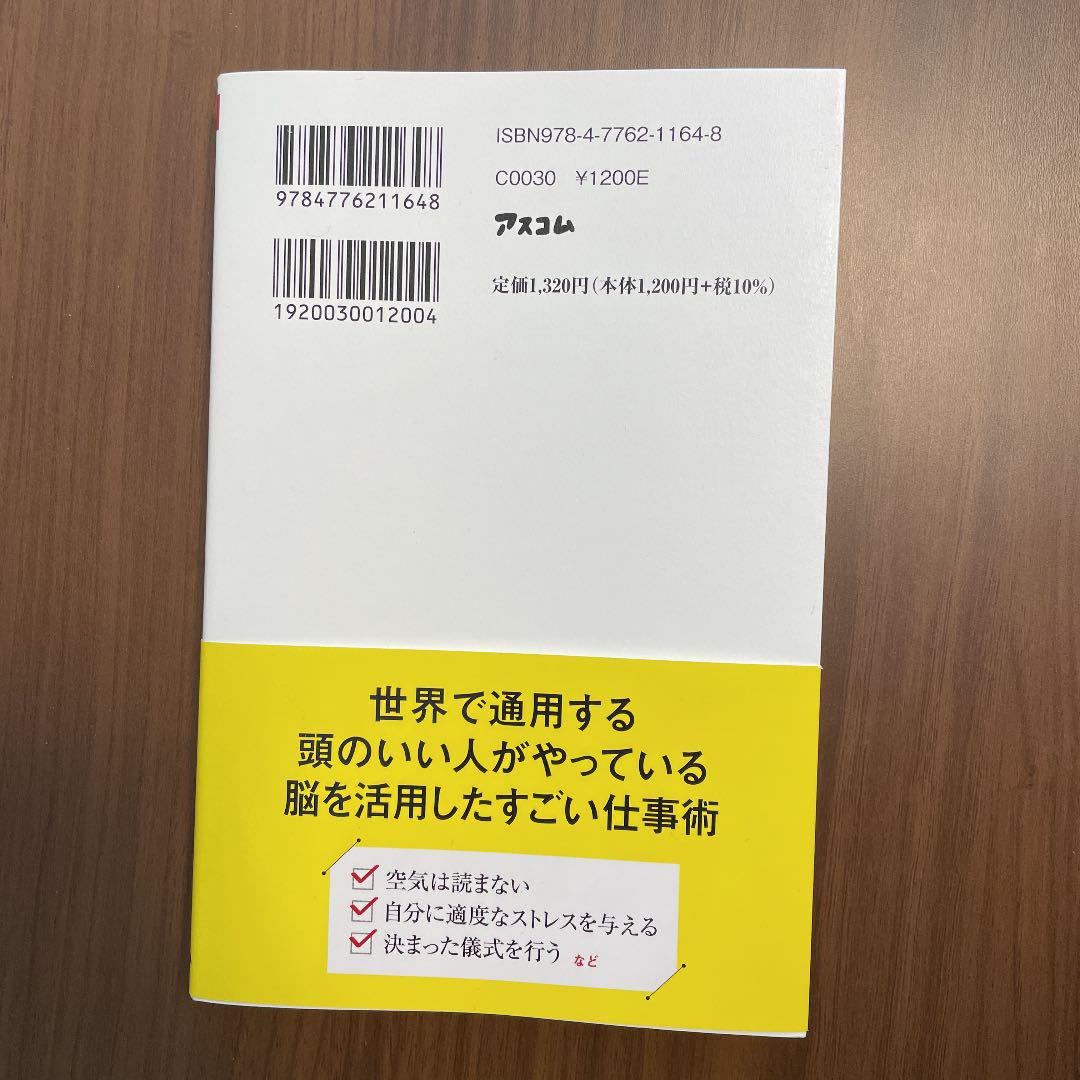 9784776211648
1920030012004
ISBN978-4-7762-1164-8
C0030 ¥1200E
アスコム
定価1,320円(本体1,200円+税10%)
世界で通用する
頭のいい人がやっている
脳を活用したすごい仕事術
空気は読まない
自分に適度なストレスを与える
決まった儀式を行う など